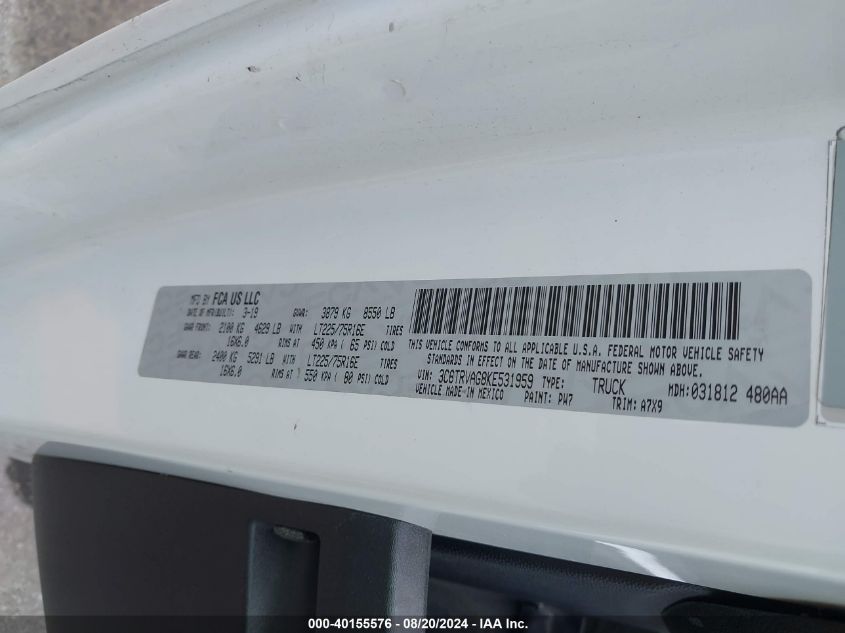 MFD BY FCA US LLC
DATE OF MFR(BUILT): 3-19 GVWR: 3879 KG 8550 LB
GAWR FRONT: 2100 KG 4629 LB WITH LT225/75R16E TIRES
16X6.0 RIMS AT 450 KPA ( 65 PSI) COLD
GAWR REAR: 2400 KG 5291 LB WITH LT225/75R16E TIRES
16X6.0 RIMS AT 550 KPA ( 80 PSI) COLD
THIS VEHICLE CONFORMS TO ALL APPLICABLE U.S.A. FEDERAL MOTOR VEHICLE SAFETY
STANDARDS IN EFFECT ON THE DATE OF MANUFACTURE SHOWN ABOVE.
VIN: 3C6TRVAG8KE531959 TYPE: TRUCK MDH: 031812 480AA
VEHICLE MADE IN MEXICO PAINT: PW7 TRIM: A7X9
000-40155576 - 08/20/2024 - IAA Inc.